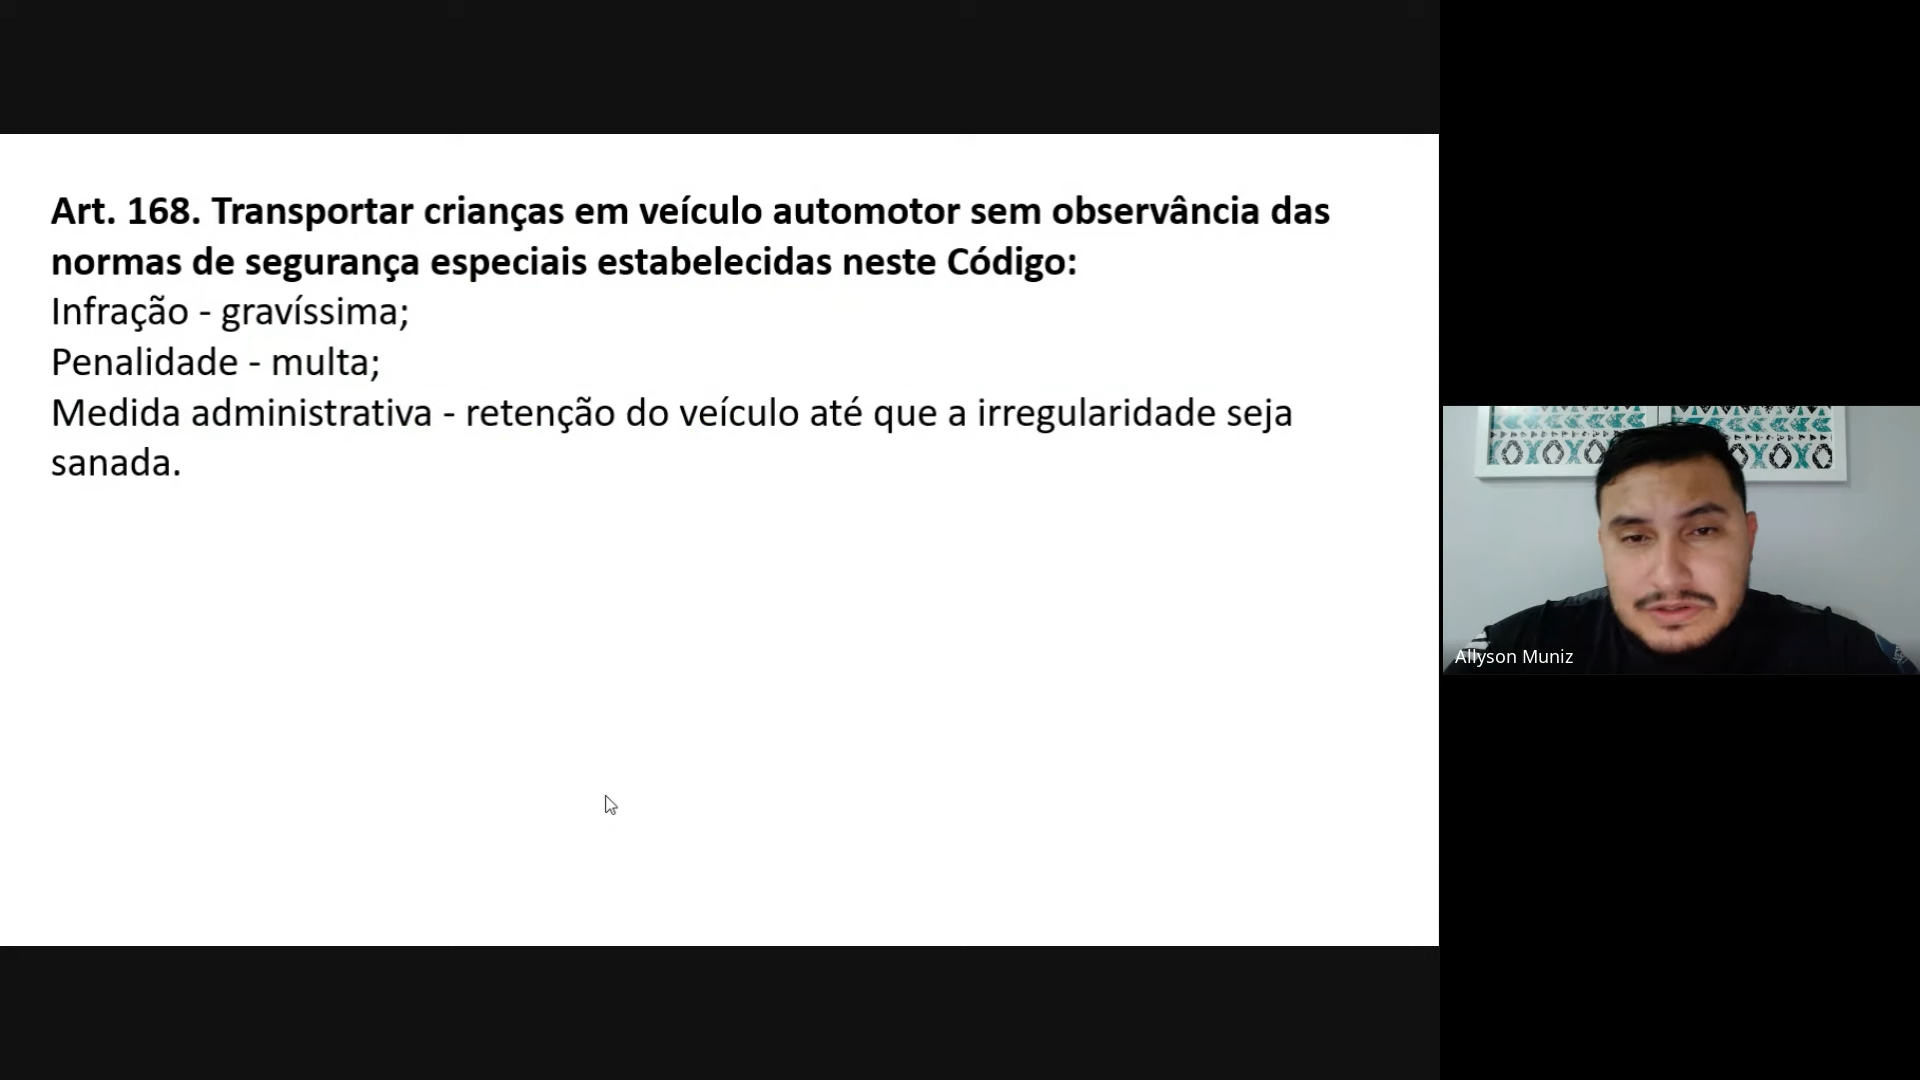 Art. 168. Transportar crianças em veículo automotor sem observância das
normas de segurança especiais estabelecidas neste Código:
Infração - gravíssima;
Penalidade - multa;
Medida administrativa - retenção do veículo até que a irregularidade seja
sanada.
Allyson Muniz